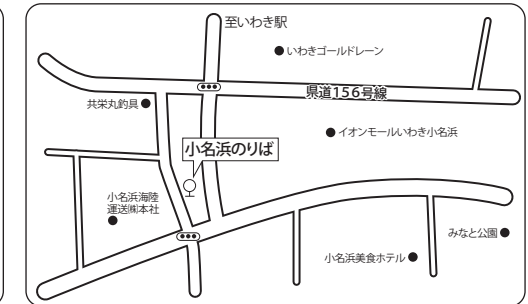 至いわき駅
いわきゴールドレーン
県道156号線
共栄丸釣具
イオンモールいわき小名浜
小名浜のりば
小名浜海陸
運送㈱本社
みなと公園
小名浜美食ホテル